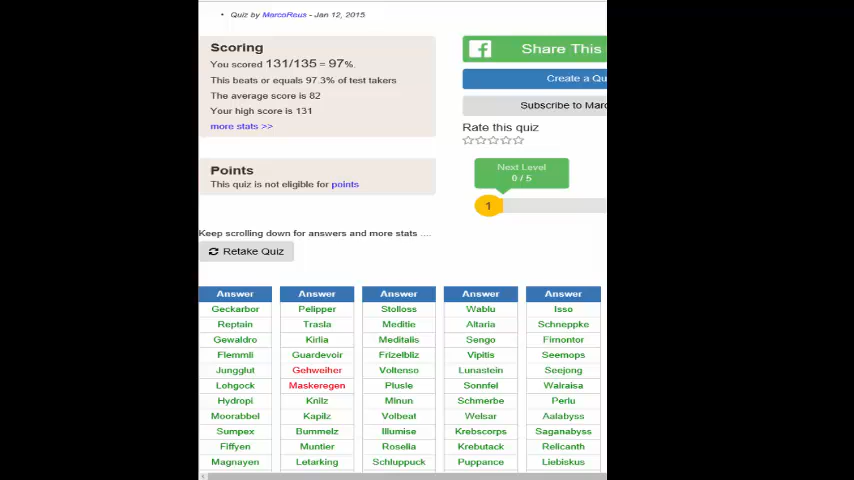 Quiz by MarcoReus - Jan 12, 2015
Scoring
You scored 131/135 = 97%.
This beats or equals 97.3% of test takers
The average score is 82
Your high score is 131
more stats >>
Points
This quiz is not eligible for points
Share This
Create a Qu
Subscribe to Marc
Rate this quiz
Next Level
0 / 5
1
Keep scrolling down for answers and more stats ....
Retake Quiz
Answer Answer Answer Answer Answer
Geckarbor Pelipper Stolloss Wablu Isso
Reptain Trasla Meditie Altaria Schneppke
Gewaldro Kirlia Meditalis Sengo Firnontor
Flemmli Guardevoir Frizelbliz Vipitis Seemops
Jungglut Gehweiher Voltenso Lunastein Seejong
Lohgock Maskeregen Plusle Sonnfel Walraisa
Hydropi Knilz Minun Schmerbe Perlu
Moorabbel Kapilz Volbeat Welsar Aalabyss
Sumpex Bummelz Illumise Krebscorps Saganabyss
Fiffyen Muntier Roselia Krebutack Relicanth
Magnayen Letarking Schluppuck Puppance Liebiskus